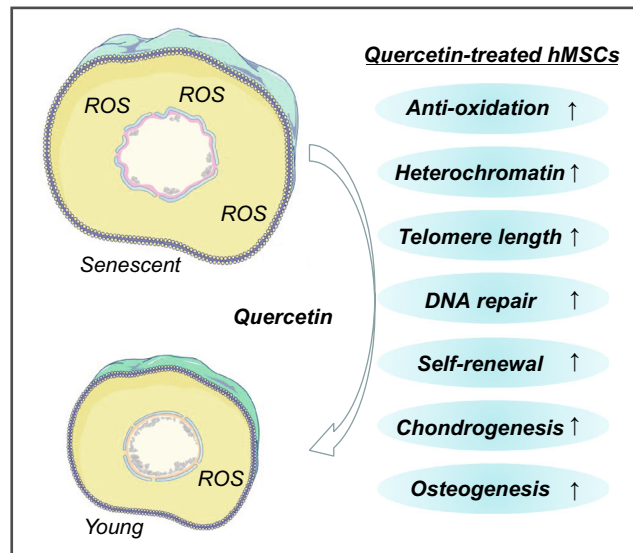 Quercetin-treated hMSCs
ROS
ROS
ROS
Senescent
Quercetin
ROS
Young
Anti-oxidation ↑
Heterochromatin ↑
Telomere length ↑
DNA repair ↑
Self-renewal ↑
Chondrogenesis ↑
Osteogenesis ↑